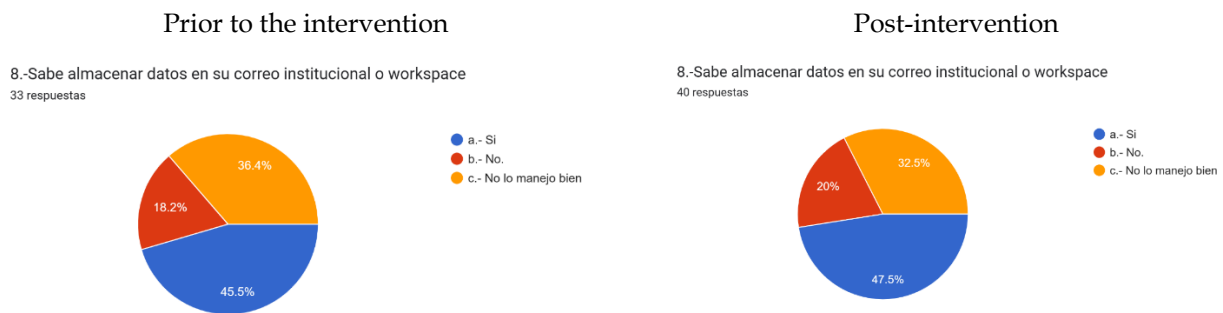 Prior to the intervention
8.-Sabe almacenar datos en su correo institucional o workspace
33 respuestas
36.4%
18.2%
45.5%
a.- Si
b.- No.
c.- No lo manejo bien
Post-intervention
8.-Sabe almacenar datos en su correo institucional o workspace
40 respuestas
32.5%
20%
47.5%
a.- Si
b.- No.
c.- No lo manejo bien